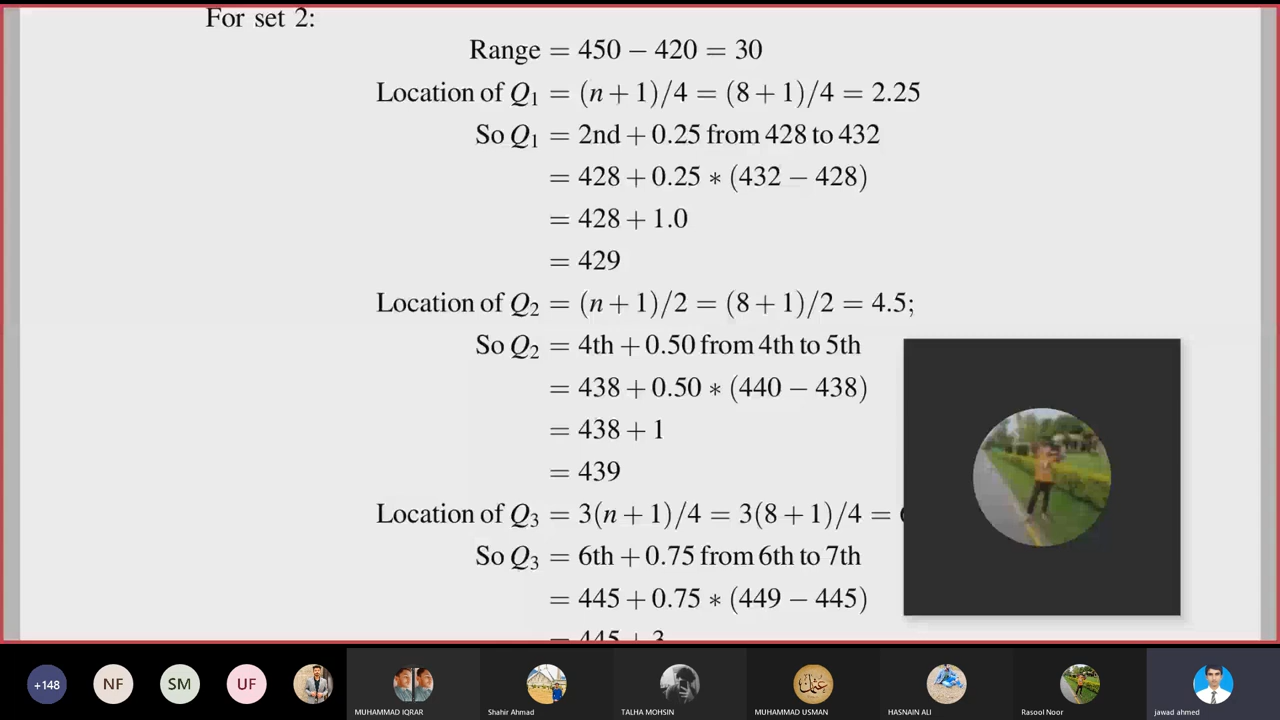 For set 2:
Range = 450 − 420 = 30
Location of Q₁ = (n + 1)/4 = (8 + 1)/4 = 2.25
So Q₁ = 2nd + 0.25 from 428 to 432
= 428 + 0.25 ∗ (432 − 428)
= 428 + 1.0
= 429
Location of Q₂ = (n + 1)/2 = (8 + 1)/2 = 4.5;
So Q₂ = 4th + 0.50 from 4th to 5th
= 438 + 0.50 ∗ (440 − 438)
= 438 + 1
= 439
Location of Q₃ = 3(n + 1)/4 = 3(8 + 1)/4 =
So Q₃ = 6th + 0.75 from 6th to 7th
= 445 + 0.75 ∗ (449 − 445)
= 445 + 3
+148 NF SM UF
MUHAMMAD IQRAR Shahir Ahmad TALHA MOHSIN MUHAMMAD USMAN HASNAIN ALI Rasool Noor jawad ahmed